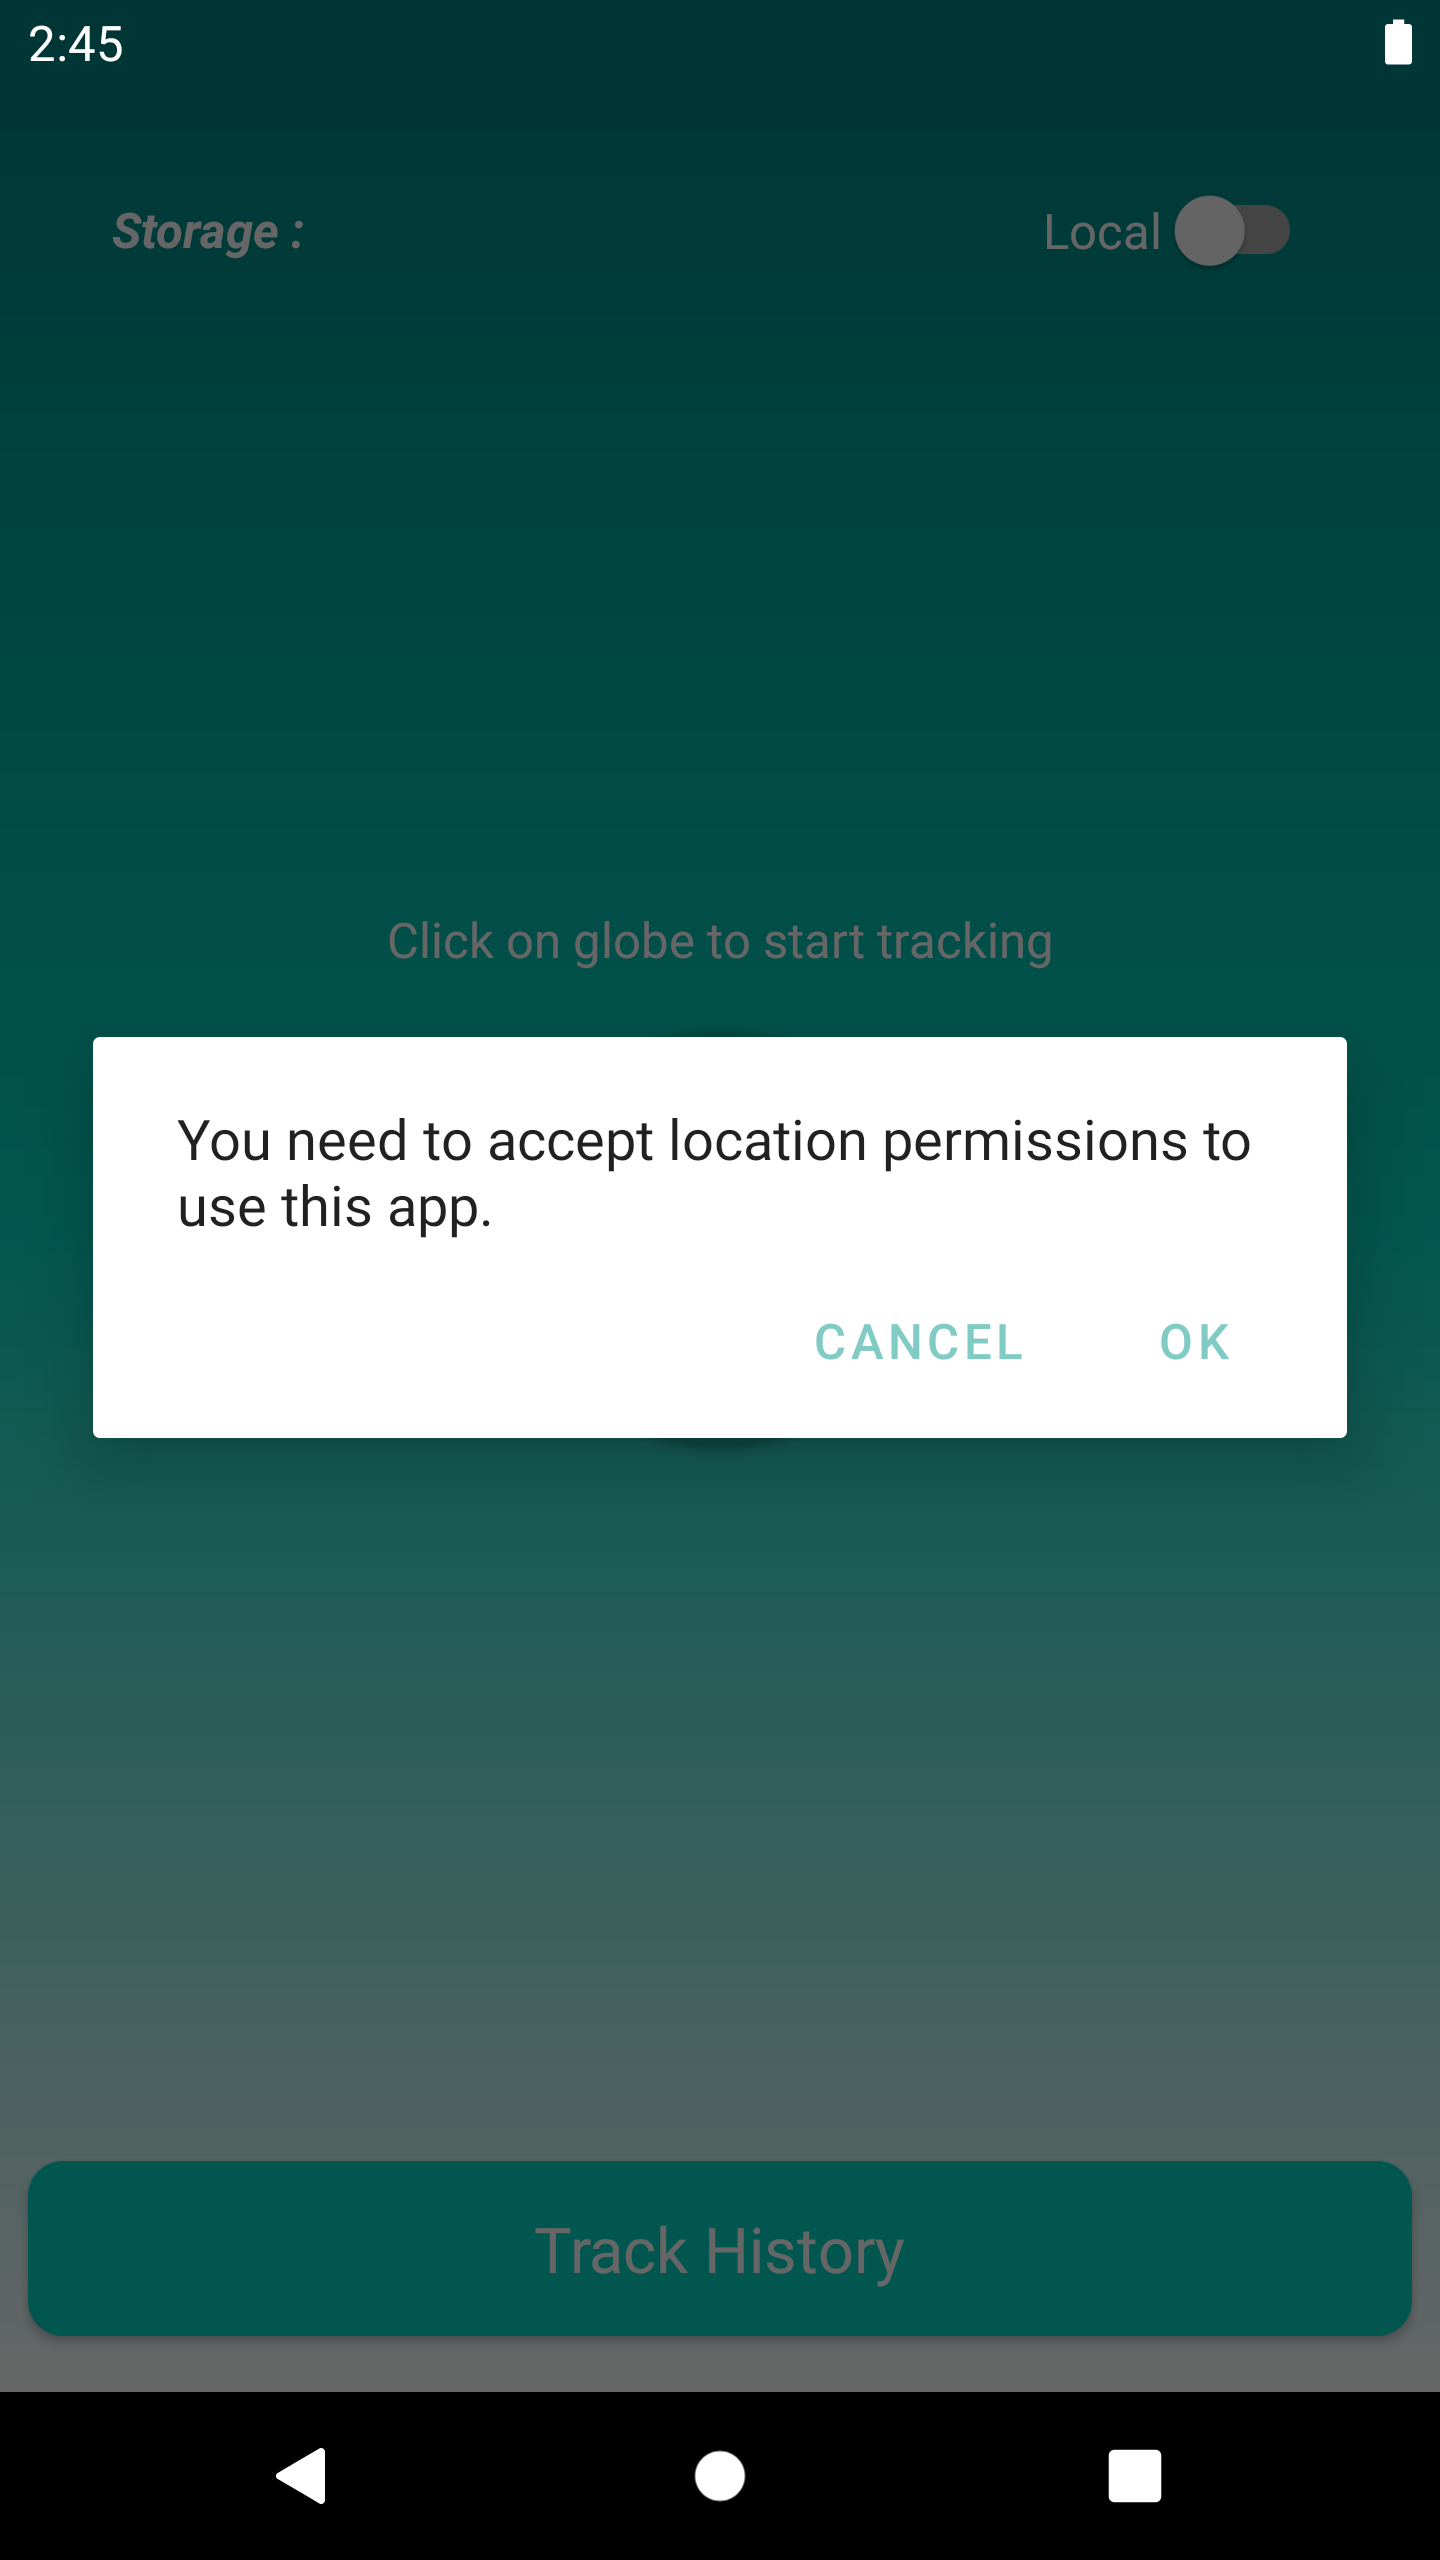 2:45
Storage :
Local
Click on globe to start tracking
You need to accept location permissions to
use this app.
CANCEL
OK
Track History